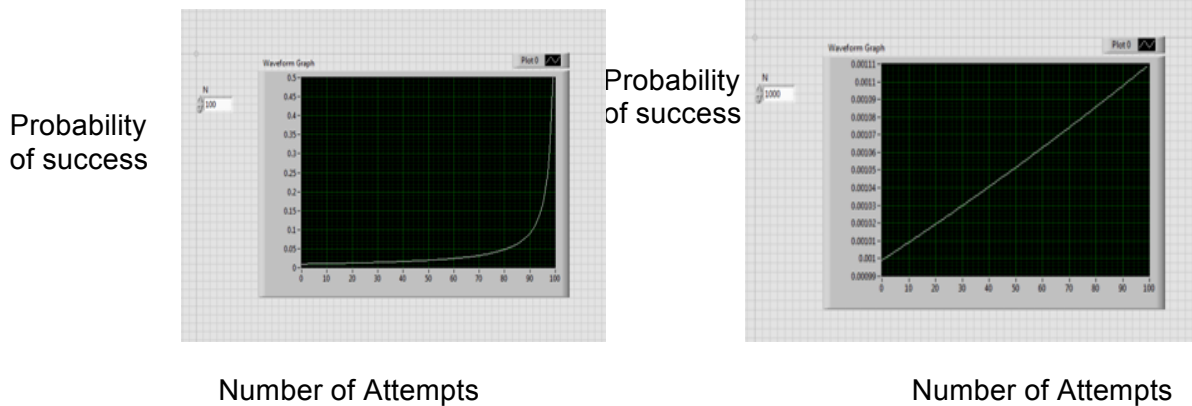 Probability
of success
N
100
Waveform Graph
Plot 0
0.5
0.45
0.4
0.35
0.3
0.25
0.2
0.15
0.1
0.05
0
0 10 20 30 40 50 60 70 80 90 100
Number of Attempts
Probability
of success
N
1000
Waveform Graph
Plot 0
0.00111
0.0011
0.00109
0.00108
0.00107
0.00106
0.00105
0.00104
0.00103
0.00102
0.00101
0.001
0.00099
0 10 20 30 40 50 60 70 80 90 100
Number of Attempts